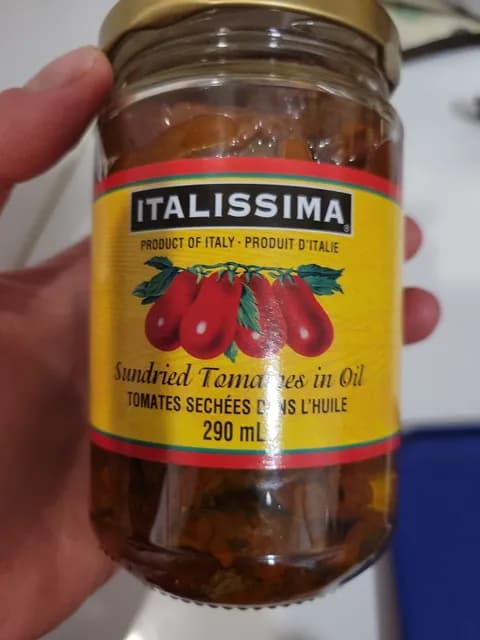 ITALISSIMA®
PRODUCT OF ITALY · PRODUIT D'ITALIE
Sundried Tomatoes in Oil
TOMATES SECHÉES DANS L'HUILE
290 mL